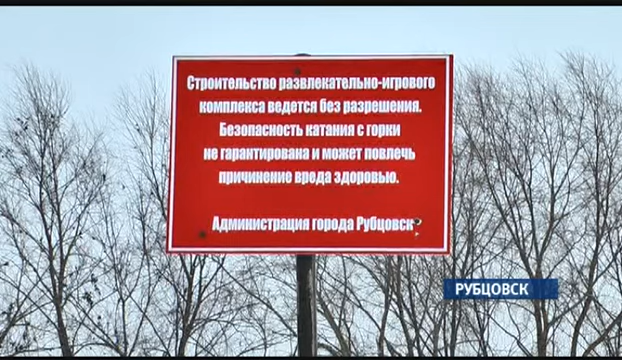 Строительство развлекательно-игрового
комплекса ведется без разрешения.
Безопасность катания с горки
не гарантирована и может повлечь
причинение вреда здоровью.
Администрация города Рубцовск
РУБЦОВСК